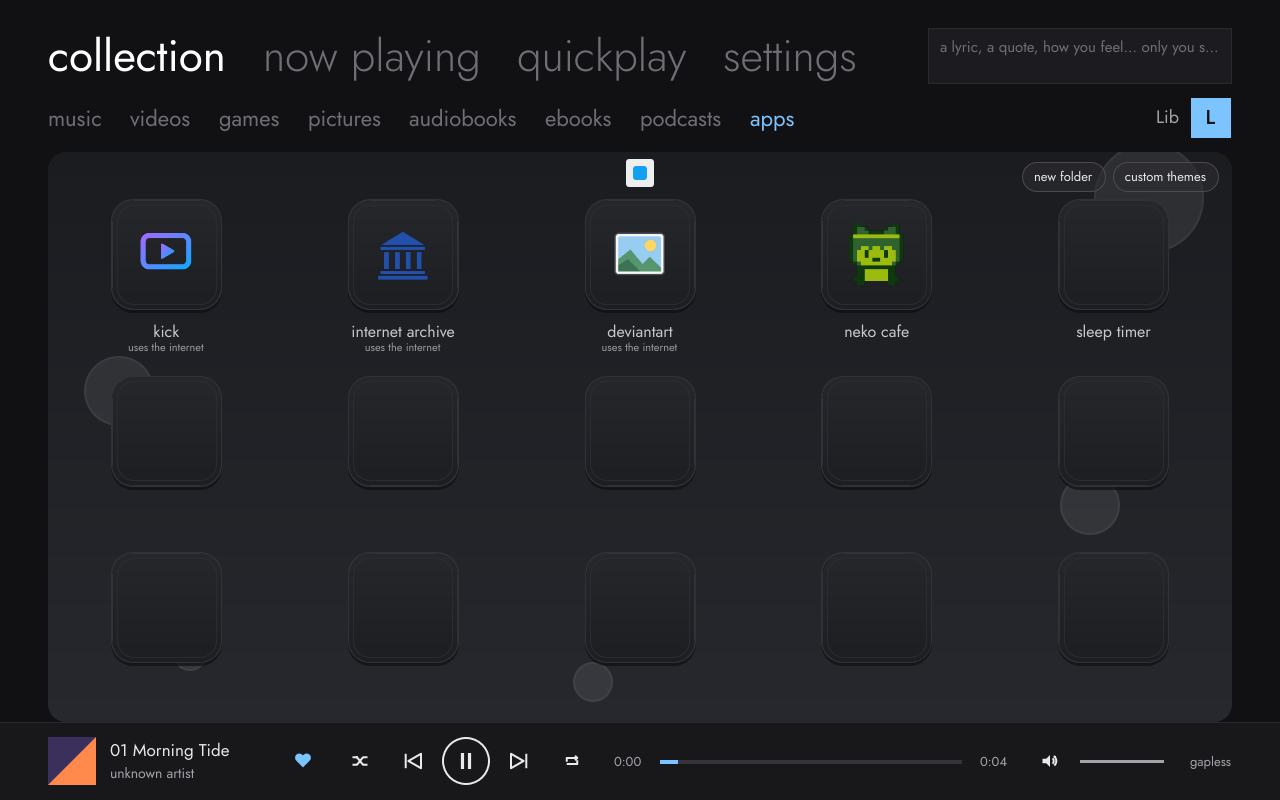 collection now playing quickplay settings
a lyric, a quote, how you feel... only you s...
music videos games pictures audiobooks ebooks podcasts apps
Lib L
new folder custom themes
kick internet archive deviantart neko cafe sleep timer
uses the internet uses the internet uses the internet
01 Morning Tide
unknown artist
0:00 0:04 gapless